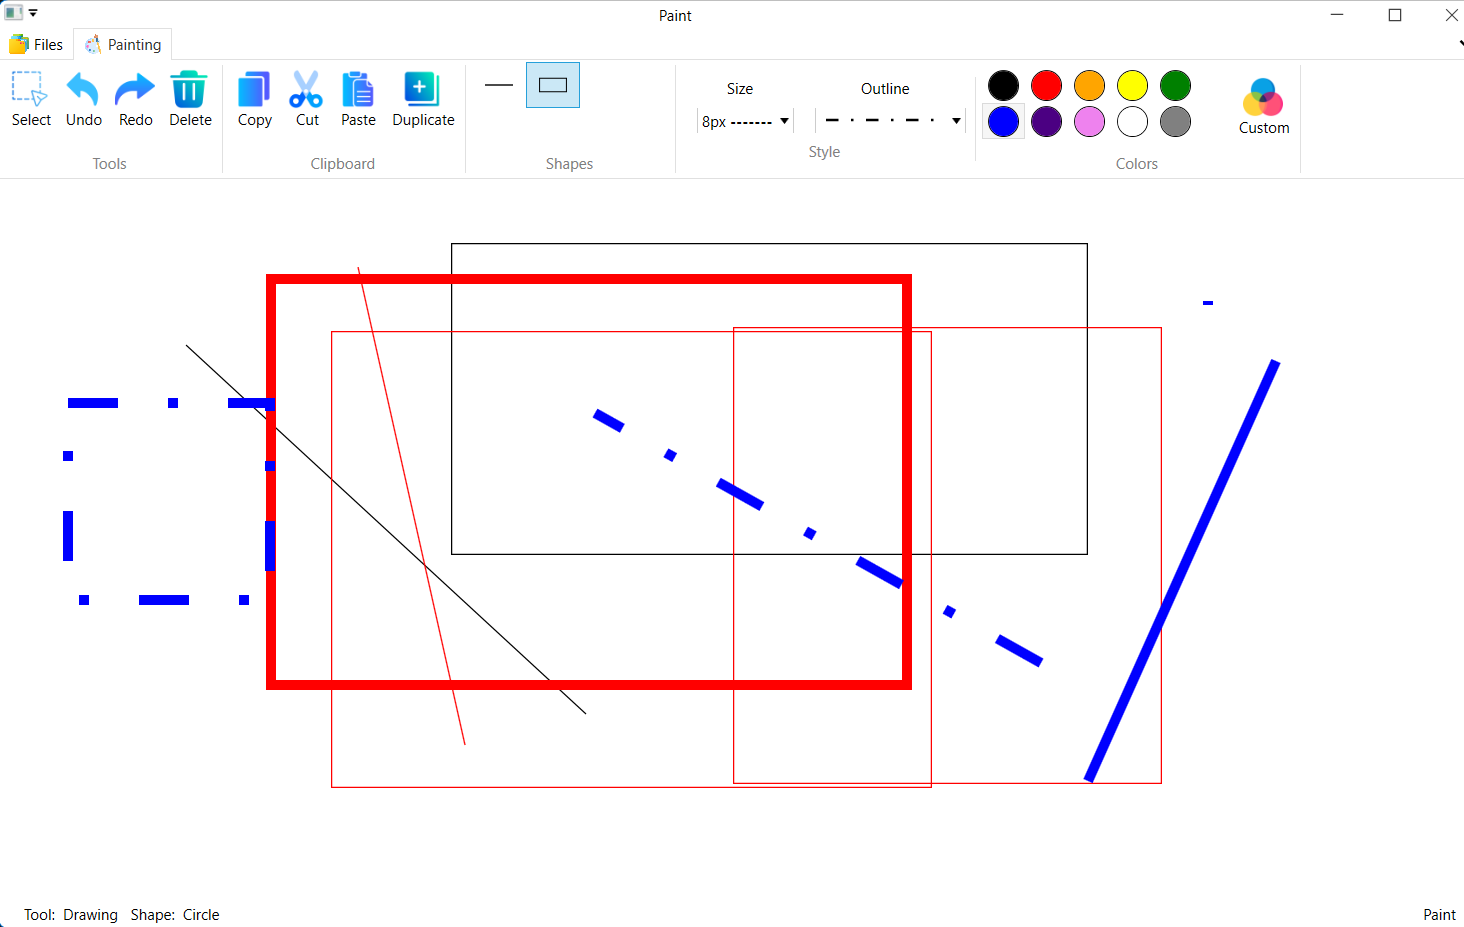 Paint
Files Painting
Size Outline
Select Undo Redo Delete Copy Cut Paste Duplicate 8px Custom
Style
Tools Clipboard Shapes Colors
Tool: Drawing Shape: Circle Paint